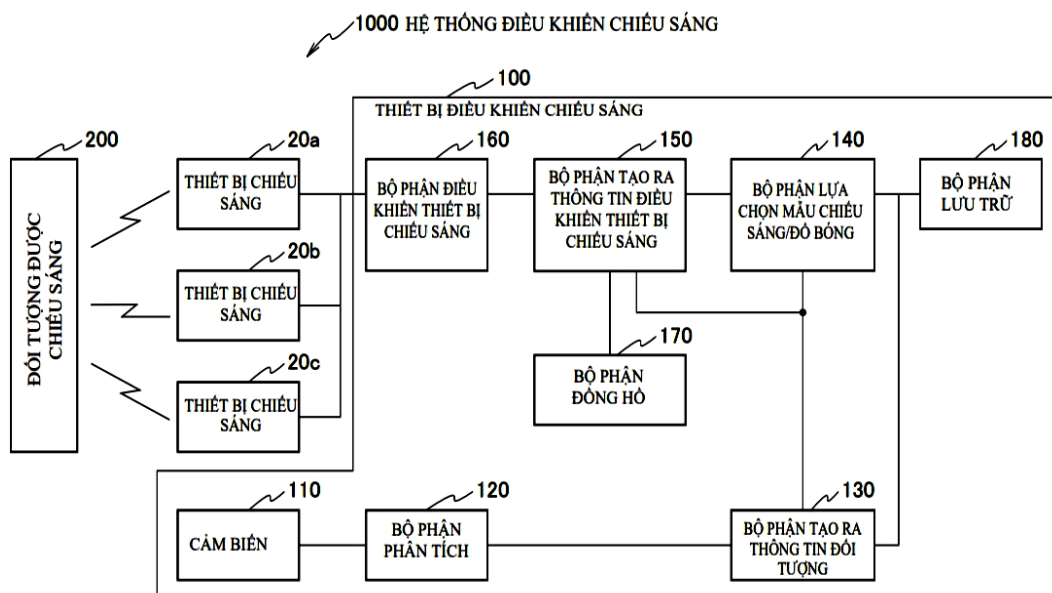 1000 HỆ THỐNG ĐIỀU KHIỂN CHIẾU SÁNG
100
THIẾT BỊ ĐIỀU KHIỂN CHIẾU SÁNG
200
ĐỐI TƯỢNG ĐƯỢC
CHIẾU SÁNG
20a
THIẾT BỊ CHIẾU
SÁNG
20b
THIẾT BỊ CHIẾU
SÁNG
20c
THIẾT BỊ CHIẾU
SÁNG
160
BỘ PHẬN ĐIỀU
KHIỂN THIẾT BỊ
CHIẾU SÁNG
150
BỘ PHẬN TẠO RA
THÔNG TIN ĐIỀU
KHIỂN THIẾT BỊ
CHIẾU SÁNG
140
BỘ PHẬN LỰA
CHỌN MẪU CHIẾU
SÁNG/ĐỔ BÓNG
180
BỘ PHẬN
LƯU TRỮ
170
BỘ PHẬN
ĐỒNG HỒ
110
CẢM BIẾN
120
BỘ PHẬN
PHÂN TÍCH
130
BỘ PHẬN TẠO RA
THÔNG TIN ĐỐI
TƯỢNG